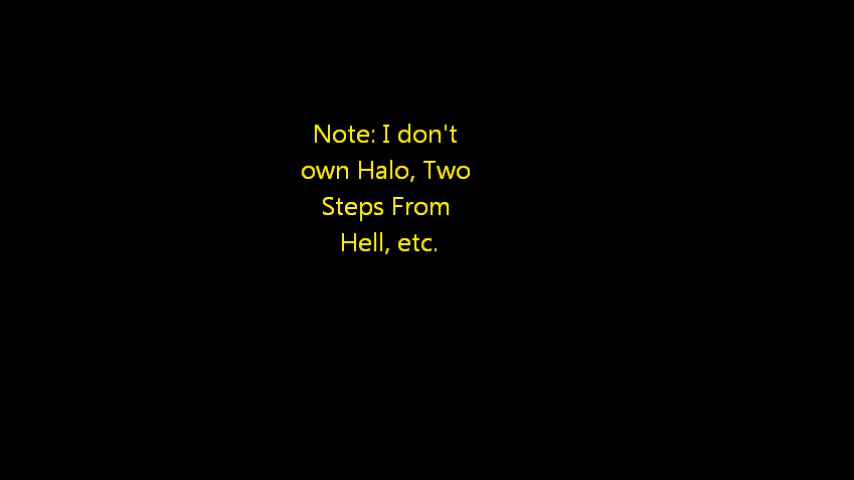 Note: I don't
own Halo, Two
Steps From
Hell, etc.